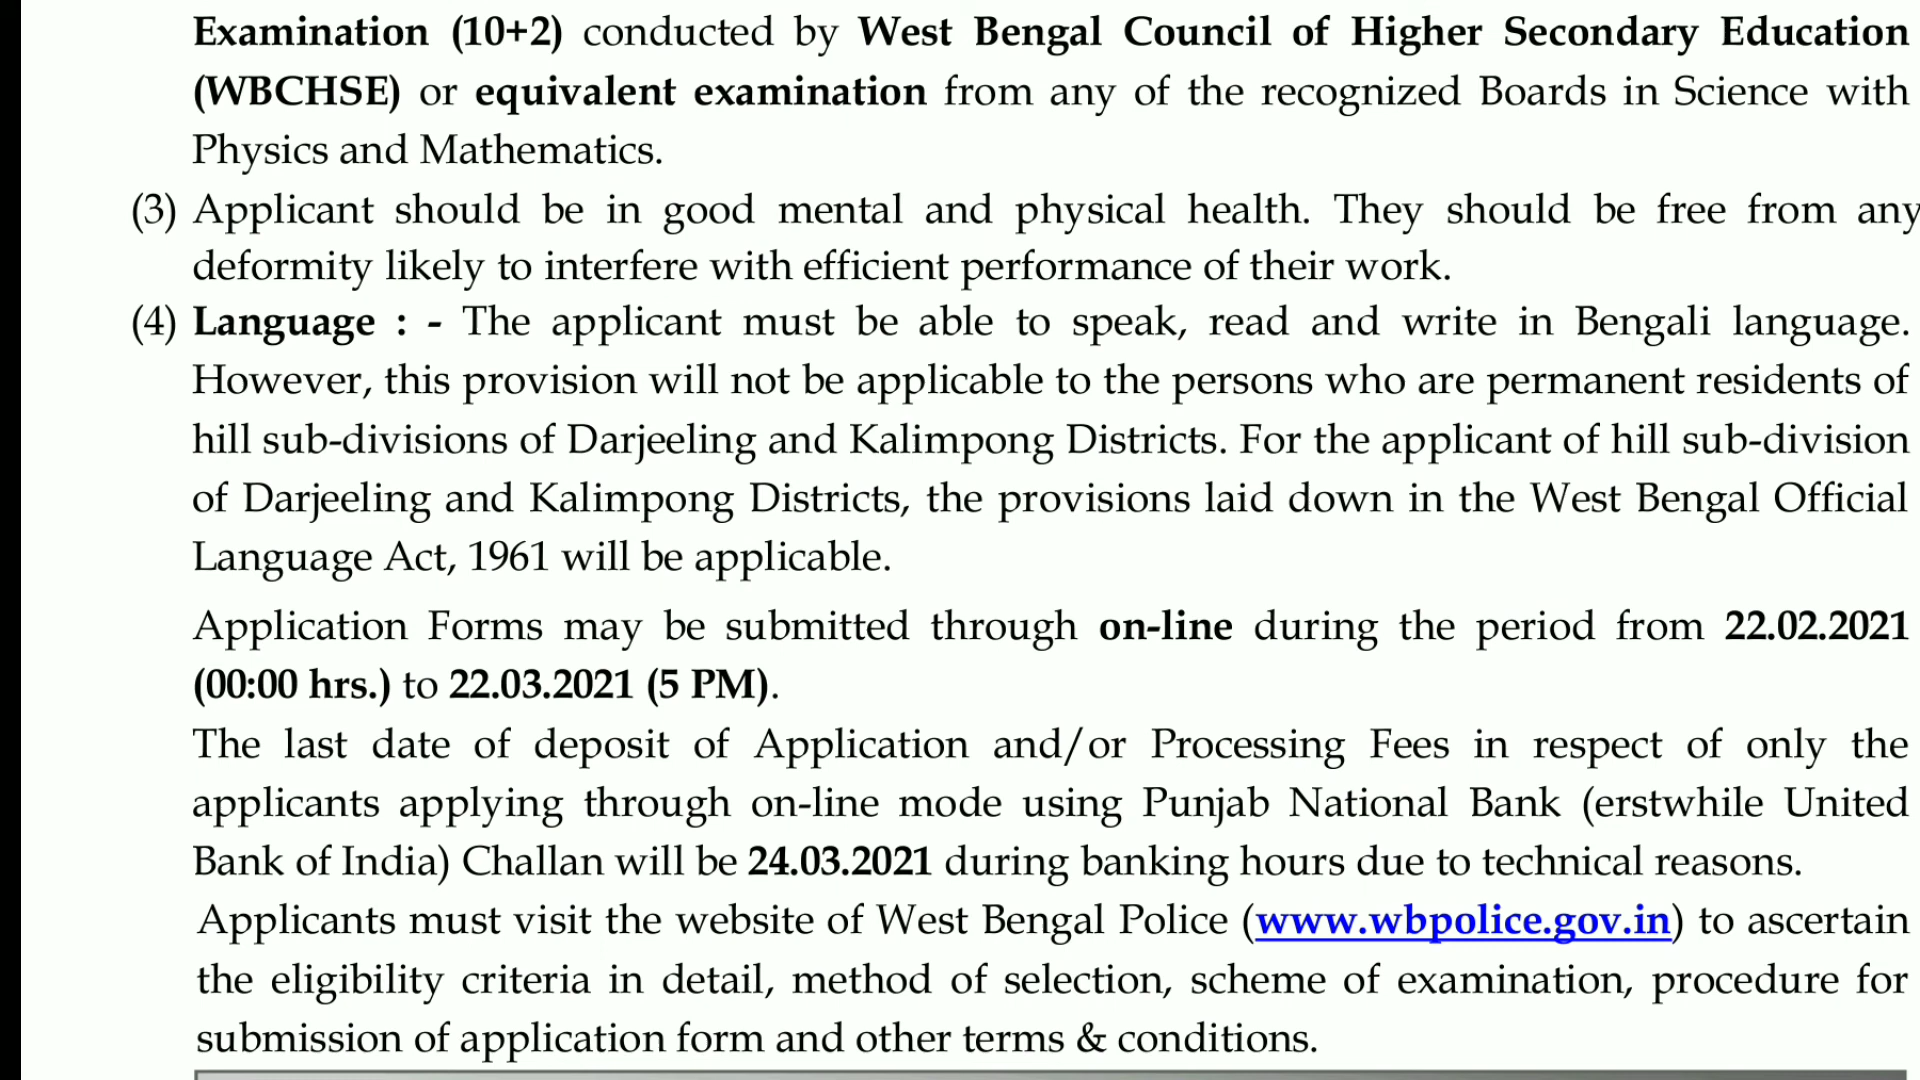 Examination (10+2) conducted by West Bengal Council of Higher Secondary Education
(WBCHSE) or equivalent examination from any of the recognized Boards in Science with
Physics and Mathematics.
(3) Applicant should be in good mental and physical health. They should be free from any
deformity likely to interfere with efficient performance of their work.
(4) Language : - The applicant must be able to speak, read and write in Bengali language.
However, this provision will not be applicable to the persons who are permanent residents of
hill sub-divisions of Darjeeling and Kalimpong Districts. For the applicant of hill sub-division
of Darjeeling and Kalimpong Districts, the provisions laid down in the West Bengal Official
Language Act, 1961 will be applicable.
Application Forms may be submitted through on-line during the period from 22.02.2021
(00:00 hrs.) to 22.03.2021 (5 PM).
The last date of deposit of Application and/or Processing Fees in respect of only the
applicants applying through on-line mode using Punjab National Bank (erstwhile United
Bank of India) Challan will be 24.03.2021 during banking hours due to technical reasons.
Applicants must visit the website of West Bengal Police (www.wbpolice.gov.in) to ascertain
the eligibility criteria in detail, method of selection, scheme of examination, procedure for
submission of application form and other terms & conditions.